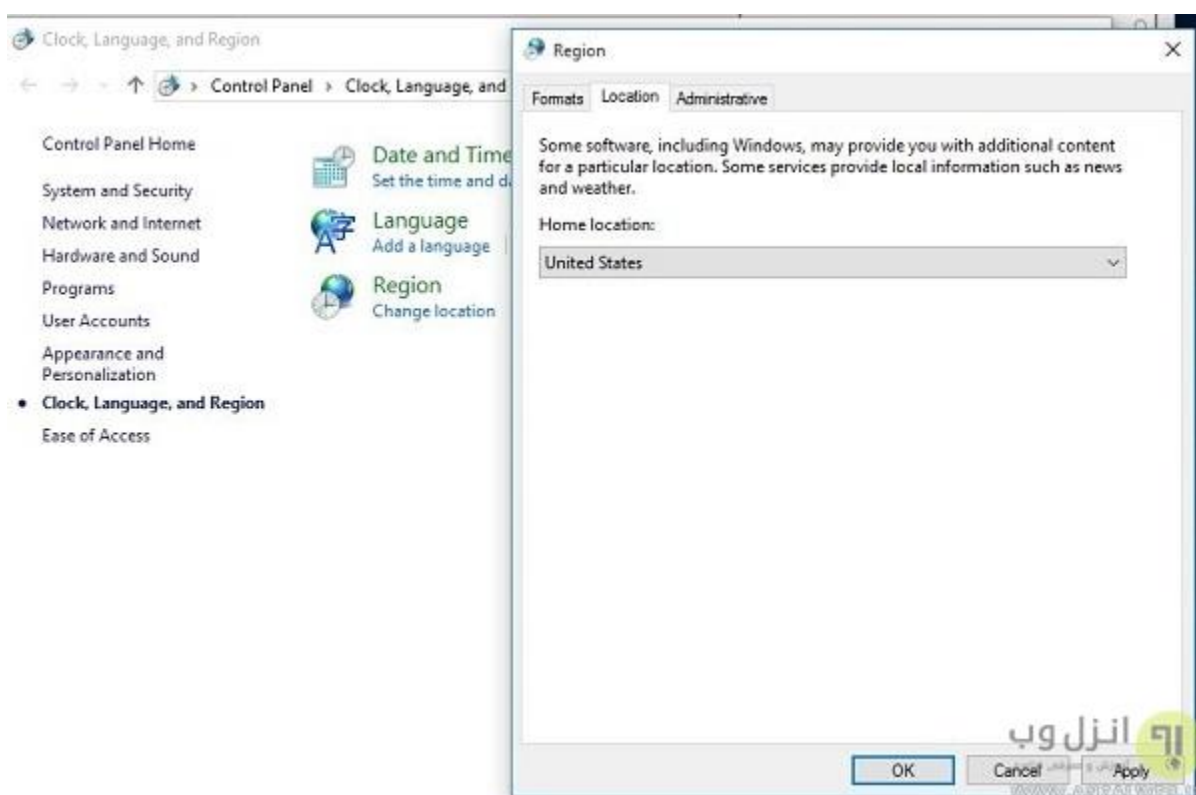 Clock, Language, and Region
Control Panel › Clock, Language, and
Control Panel Home
System and Security
Network and Internet
Hardware and Sound
Programs
User Accounts
Appearance and
Personalization
Clock, Language, and Region
Ease of Access
Date and Time
Set the time and d
Language
Add a language
Region
Change location
Region
Formats
Location
Administrative
Some software, including Windows, may provide you with additional content
for a particular location. Some services provide local information such as news
and weather.
Home location:
United States
OK
Cancel
Apply
انزل وب